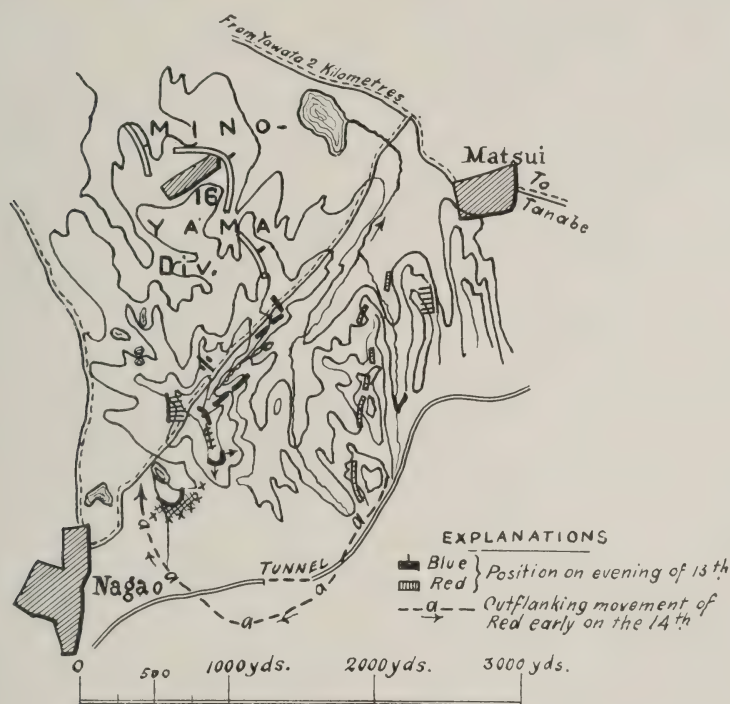 From Yawata 2 Kilometres
MINO-
Matsui
To
Tanabe
16
YAMA
Div.
EXPLANATIONS
Blue
Red
Position on evening of 13th
a
Outflanking movement of
Red early on the 14th
TUNNEL
a
a
a
a
a
Nagao
0 500 1000 yds. 2000 yds. 3000 yds.